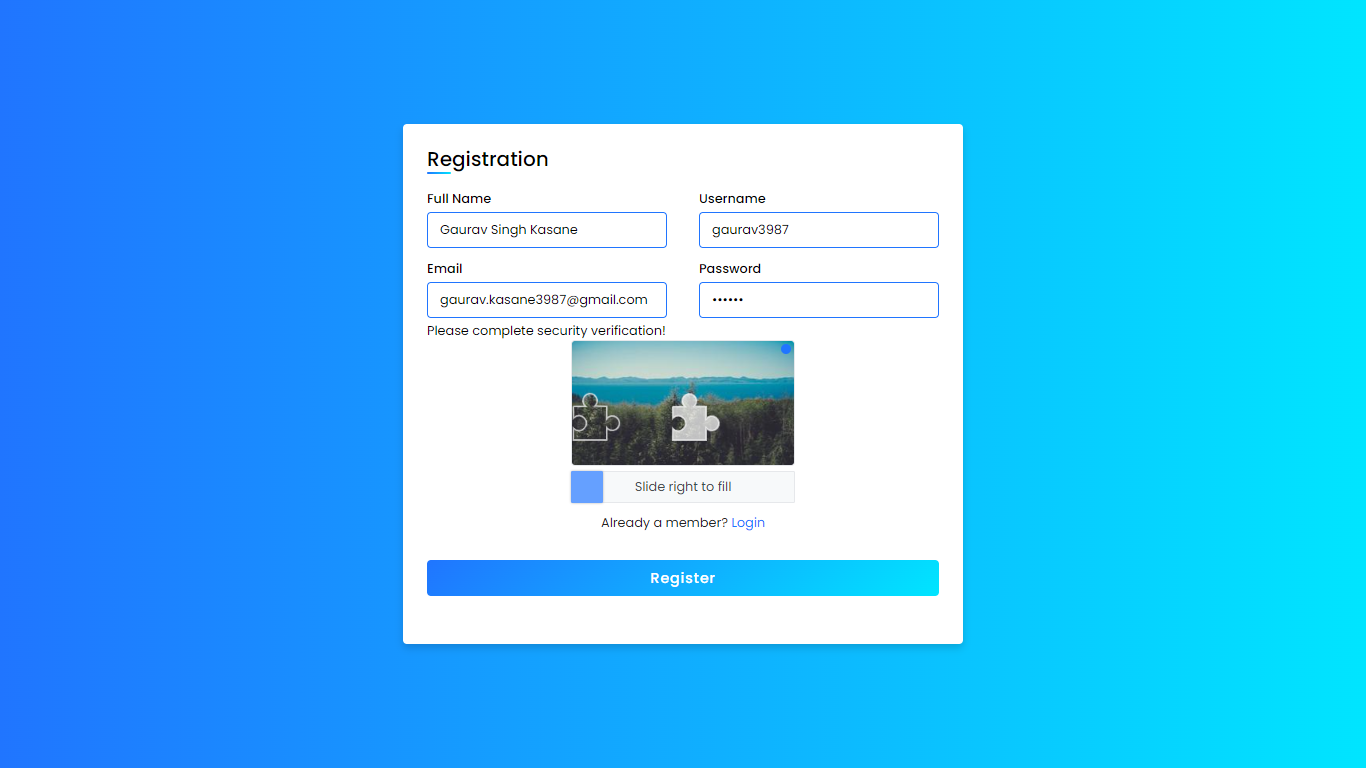 Registration
Full Name
Username
Gaurav Singh Kasane
gaurav3987
Email
Password
gaurav.kasane3987@gmail.com
••••••
Please complete security verification!
Slide right to fill
Already a member? Login
Register